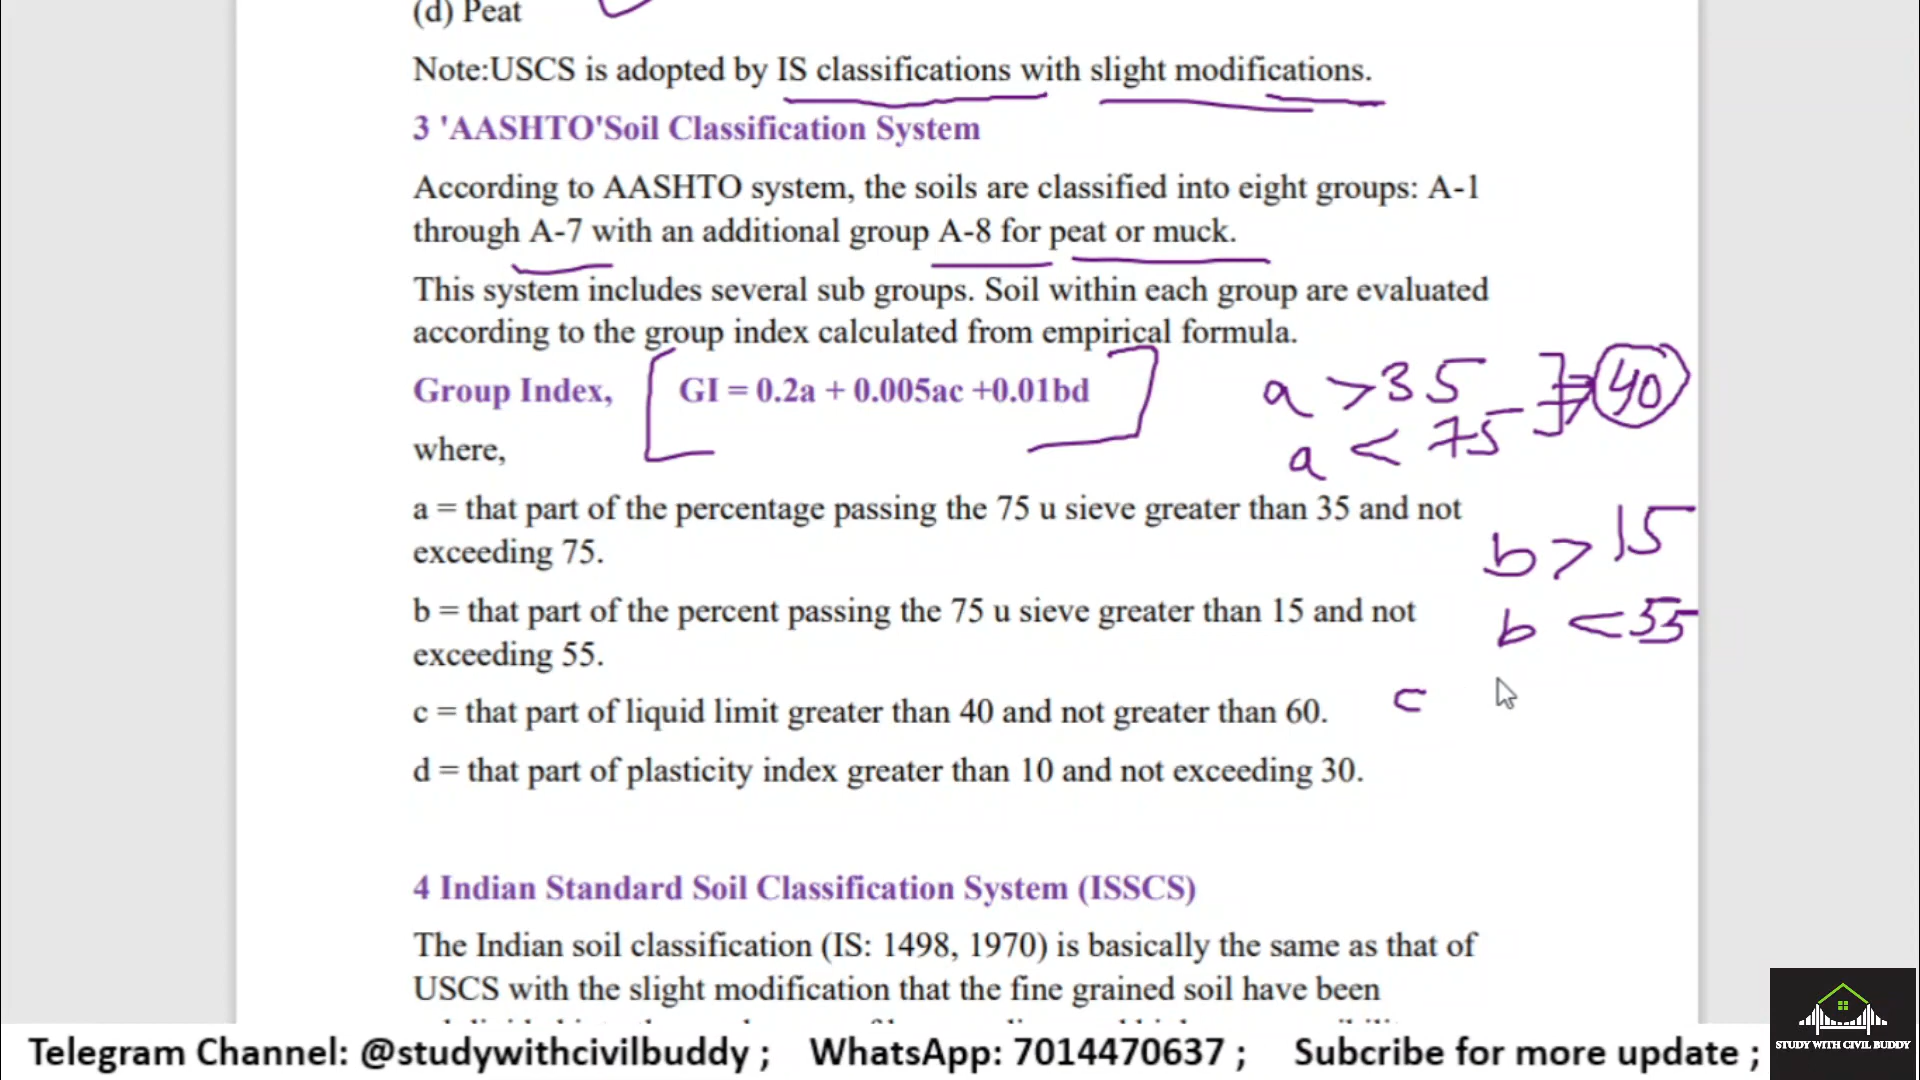 (d) Peat
Note:USCS is adopted by IS classifications with slight modifications.
3 'AASHTO'Soil Classification System
According to AASHTO system, the soils are classified into eight groups: A-1
through A-7 with an additional group A-8 for peat or muck.
This system includes several sub groups. Soil within each group are evaluated
according to the group index calculated from empirical formula.
Group Index, GI = 0.2a + 0.005ac +0.01bd
a >35
40
where,
a < 75
a = that part of the percentage passing the 75 u sieve greater than 35 and not
exceeding 75.
b > 15
b = that part of the percent passing the 75 u sieve greater than 15 and not
exceeding 55.
b < 55
c = that part of liquid limit greater than 40 and not greater than 60.
c
d = that part of plasticity index greater than 10 and not exceeding 30.
4 Indian Standard Soil Classification System (ISSCS)
The Indian soil classification (IS: 1498, 1970) is basically the same as that of
USCS with the slight modification that the fine grained soil have been
Telegram Channel: @studywithcivilbuddy ; WhatsApp: 7014470637 ; Subcribe for more update ;
STUDY WITH CIVIL BUDDY